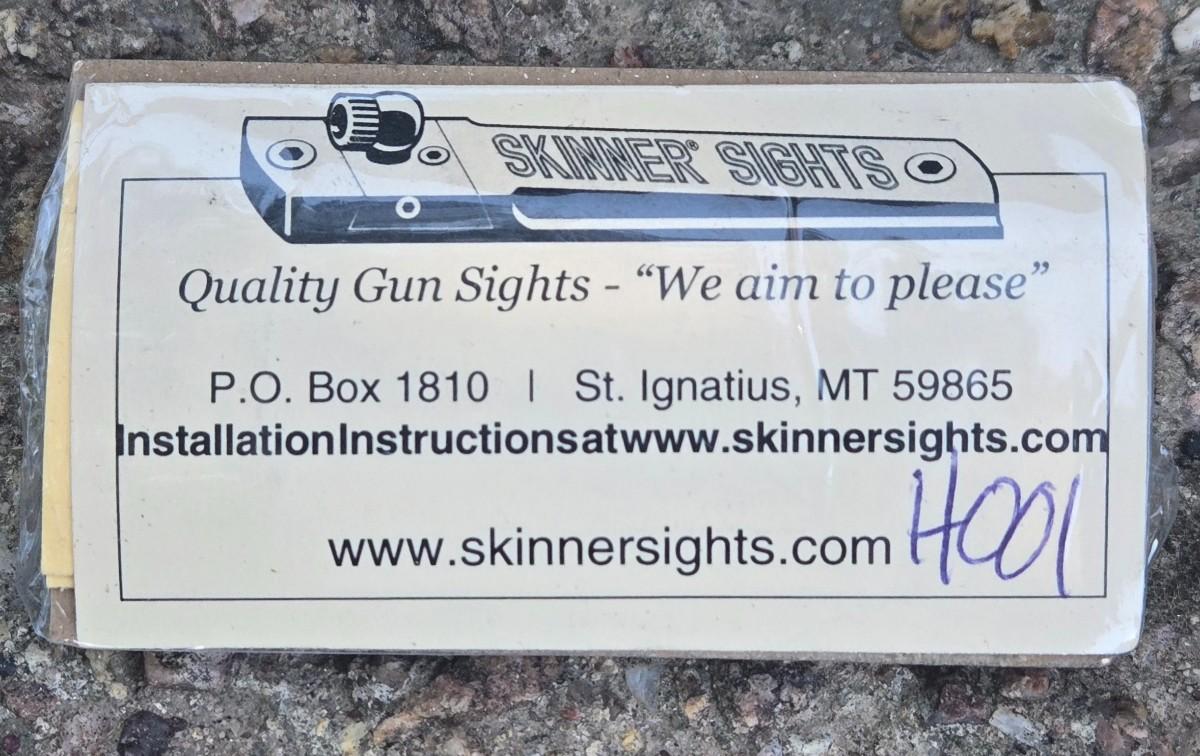 SKINNER® SIGHTS
Quality Gun Sights - “We aim to please”
P.O. Box 1810 | St. Ignatius, MT 59865
InstallationInstructionsatwww.skinnersights.com
www.skinnersights.com H001